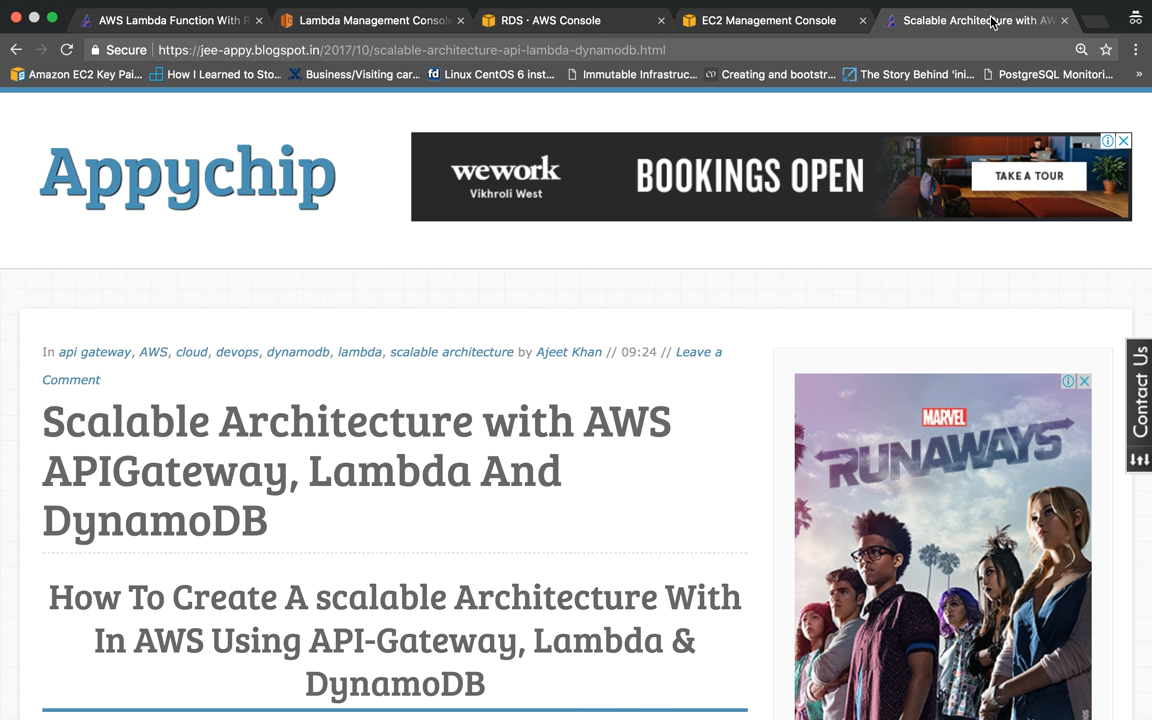 AWS Lambda Function With R
Lambda Management Console
RDS · AWS Console
EC2 Management Console
Scalable Architecture with AW
Secure
https://jee-appy.blogspot.in/2017/10/scalable-architecture-api-lambda-dynamodb.html
Amazon EC2 Key Pai...
How I Learned to Sto...
Business/Visiting car...
fd Linux CentOS 6 inst...
Immutable Infrastruc...
Creating and bootstr...
The Story Behind 'ini...
PostgreSQL Monitori...
»
Appychip
wework
Vikhroli West
BOOKINGS OPEN
TAKE A TOUR
In api gateway, AWS, cloud, devops, dynamodb, lambda, scalable architecture by Ajeet Khan // 09:24 // Leave a
Comment
Scalable Architecture with AWS
APIGateway, Lambda And
DynamoDB
How To Create A scalable Architecture With
In AWS Using API-Gateway, Lambda &
DynamoDB
MARVEL
RUNAWAYS
Contact Us